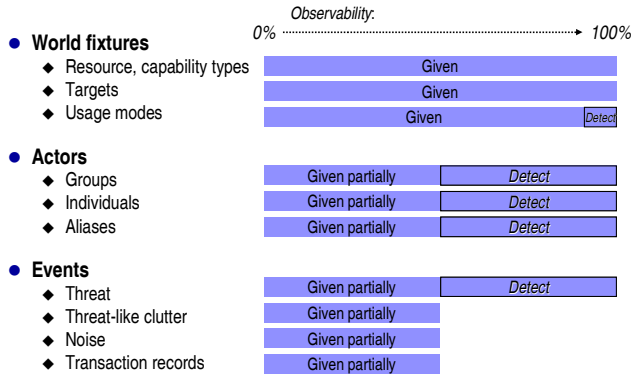 Observability:
0% 100%
● World fixtures
◆ Resource, capability types Given
◆ Targets Given
◆ Usage modes Given Detect
● Actors
◆ Groups Given partially Detect
◆ Individuals Given partially Detect
◆ Aliases Given partially Detect
● Events
◆ Threat Given partially Detect
◆ Threat-like clutter Given partially
◆ Noise Given partially
◆ Transaction records Given partially